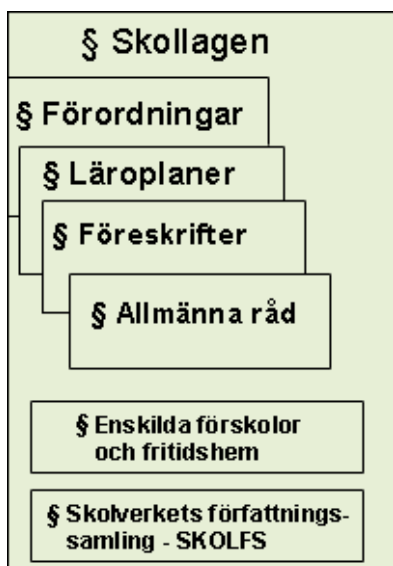 § Skollagen
§ Förordningar
§ Läroplaner
§ Föreskrifter
§ Allmänna råd
§ Enskilda förskolor
och fritidshem
§ Skolverkets författnings-
samling - SKOLFS